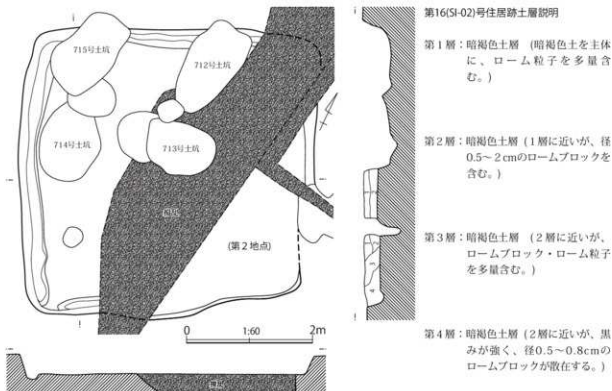 第16(SI-02)号住居跡土層説明
715号土坑
712号土坑
714号土坑
713号土坑
撹乱
(第2地点)
0 1:60 2m
撹乱
第1層：暗褐色土層 (暗褐色土を主体
に、ローム粒子を多量含
む。)
第2層：暗褐色土層 (1層に近いが、径
0.5～2cmのロームブロックを
含む。)
第3層：暗褐色土層 (2層に近いが、
ロームブロック・ローム粒子
を多量含む。)
第4層：暗褐色土層 (2層に近いが、黒
みが強く、径0.5～0.8cmの
ロームブロックが散在する。)